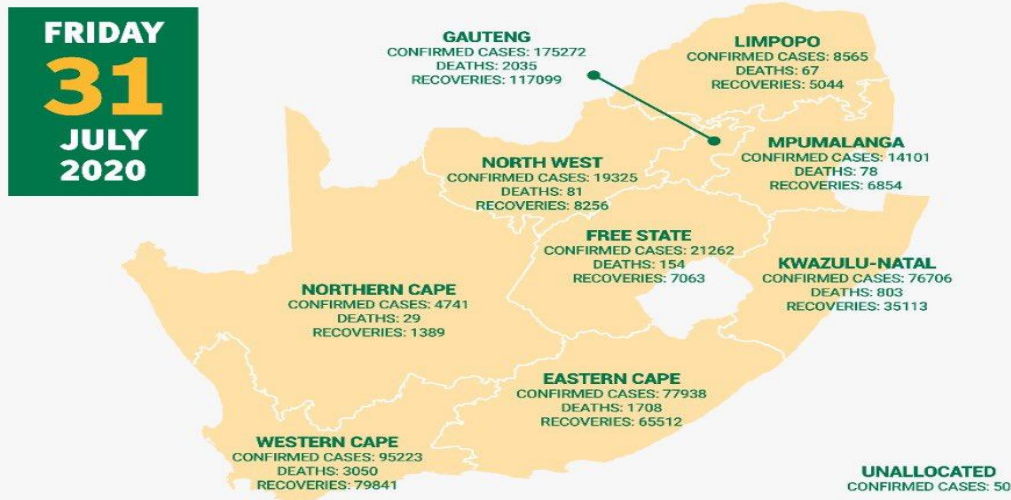 FRIDAY
31
JULY
2020
GAUTENG
CONFIRMED CASES: 175272
DEATHS: 2035
RECOVERIES: 117099
LIMPOPO
CONFIRMED CASES: 8565
DEATHS: 67
RECOVERIES: 5044
MPUMALANGA
CONFIRMED CASES: 14101
DEATHS: 78
RECOVERIES: 6854
NORTH WEST
CONFIRMED CASES: 19325
DEATHS: 81
RECOVERIES: 8256
FREE STATE
CONFIRMED CASES: 21262
DEATHS: 154
RECOVERIES: 7063
KWAZULU-NATAL
CONFIRMED CASES: 76706
DEATHS: 803
RECOVERIES: 35113
NORTHERN CAPE
CONFIRMED CASES: 4741
DEATHS: 29
RECOVERIES: 1389
EASTERN CAPE
CONFIRMED CASES: 77938
DEATHS: 1708
RECOVERIES: 65512
WESTERN CAPE
CONFIRMED CASES: 95223
DEATHS: 3050
RECOVERIES: 79841
UNALLOCATED
CONFIRMED CASES: 50